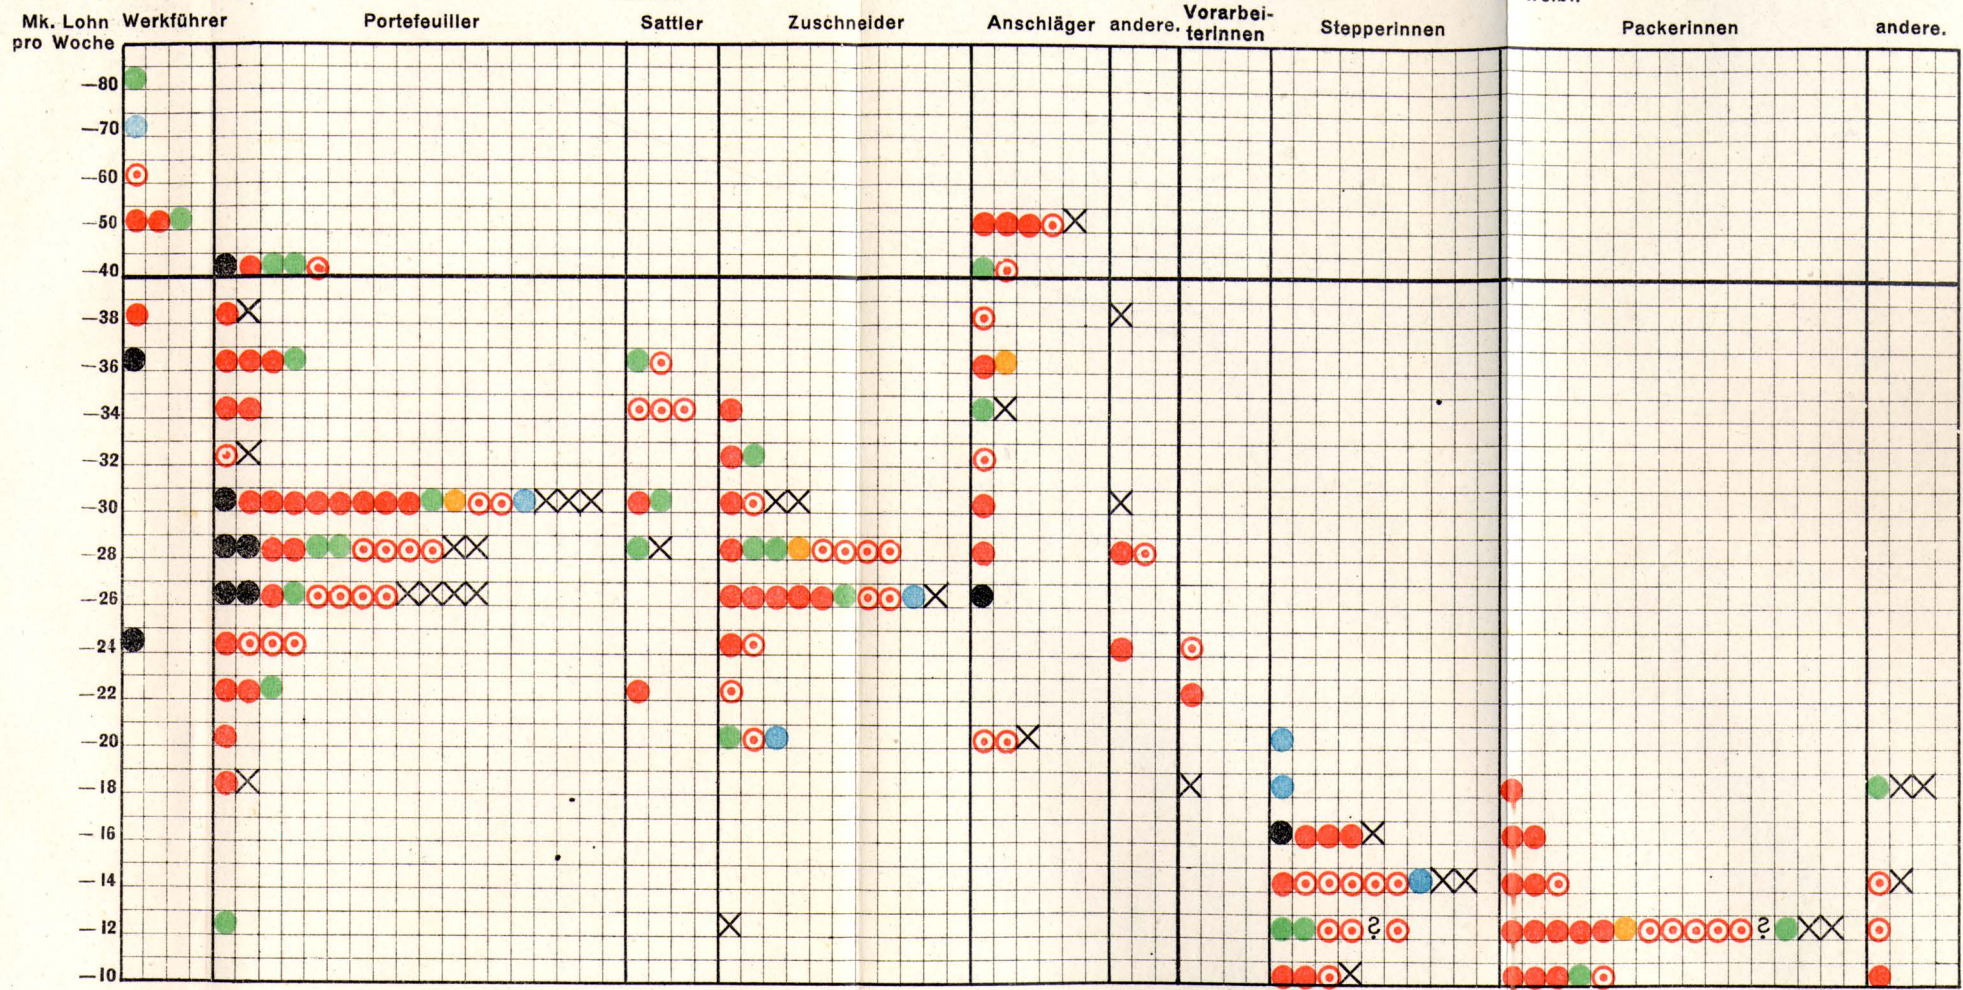 Mk. Lohn
pro Woche
Werkführer
Portefeuiller
Sattler
Zuschneider
Anschläger
andere.
Vorarbei-
terinnen
Stepperinnen
Packerinnen
andere.
—80
—70
—60
—50
—40
—38
—36
—34
—32
—30
—28
—26
—24
—22
—20
—18
—16
—14
—12
? ?
—10